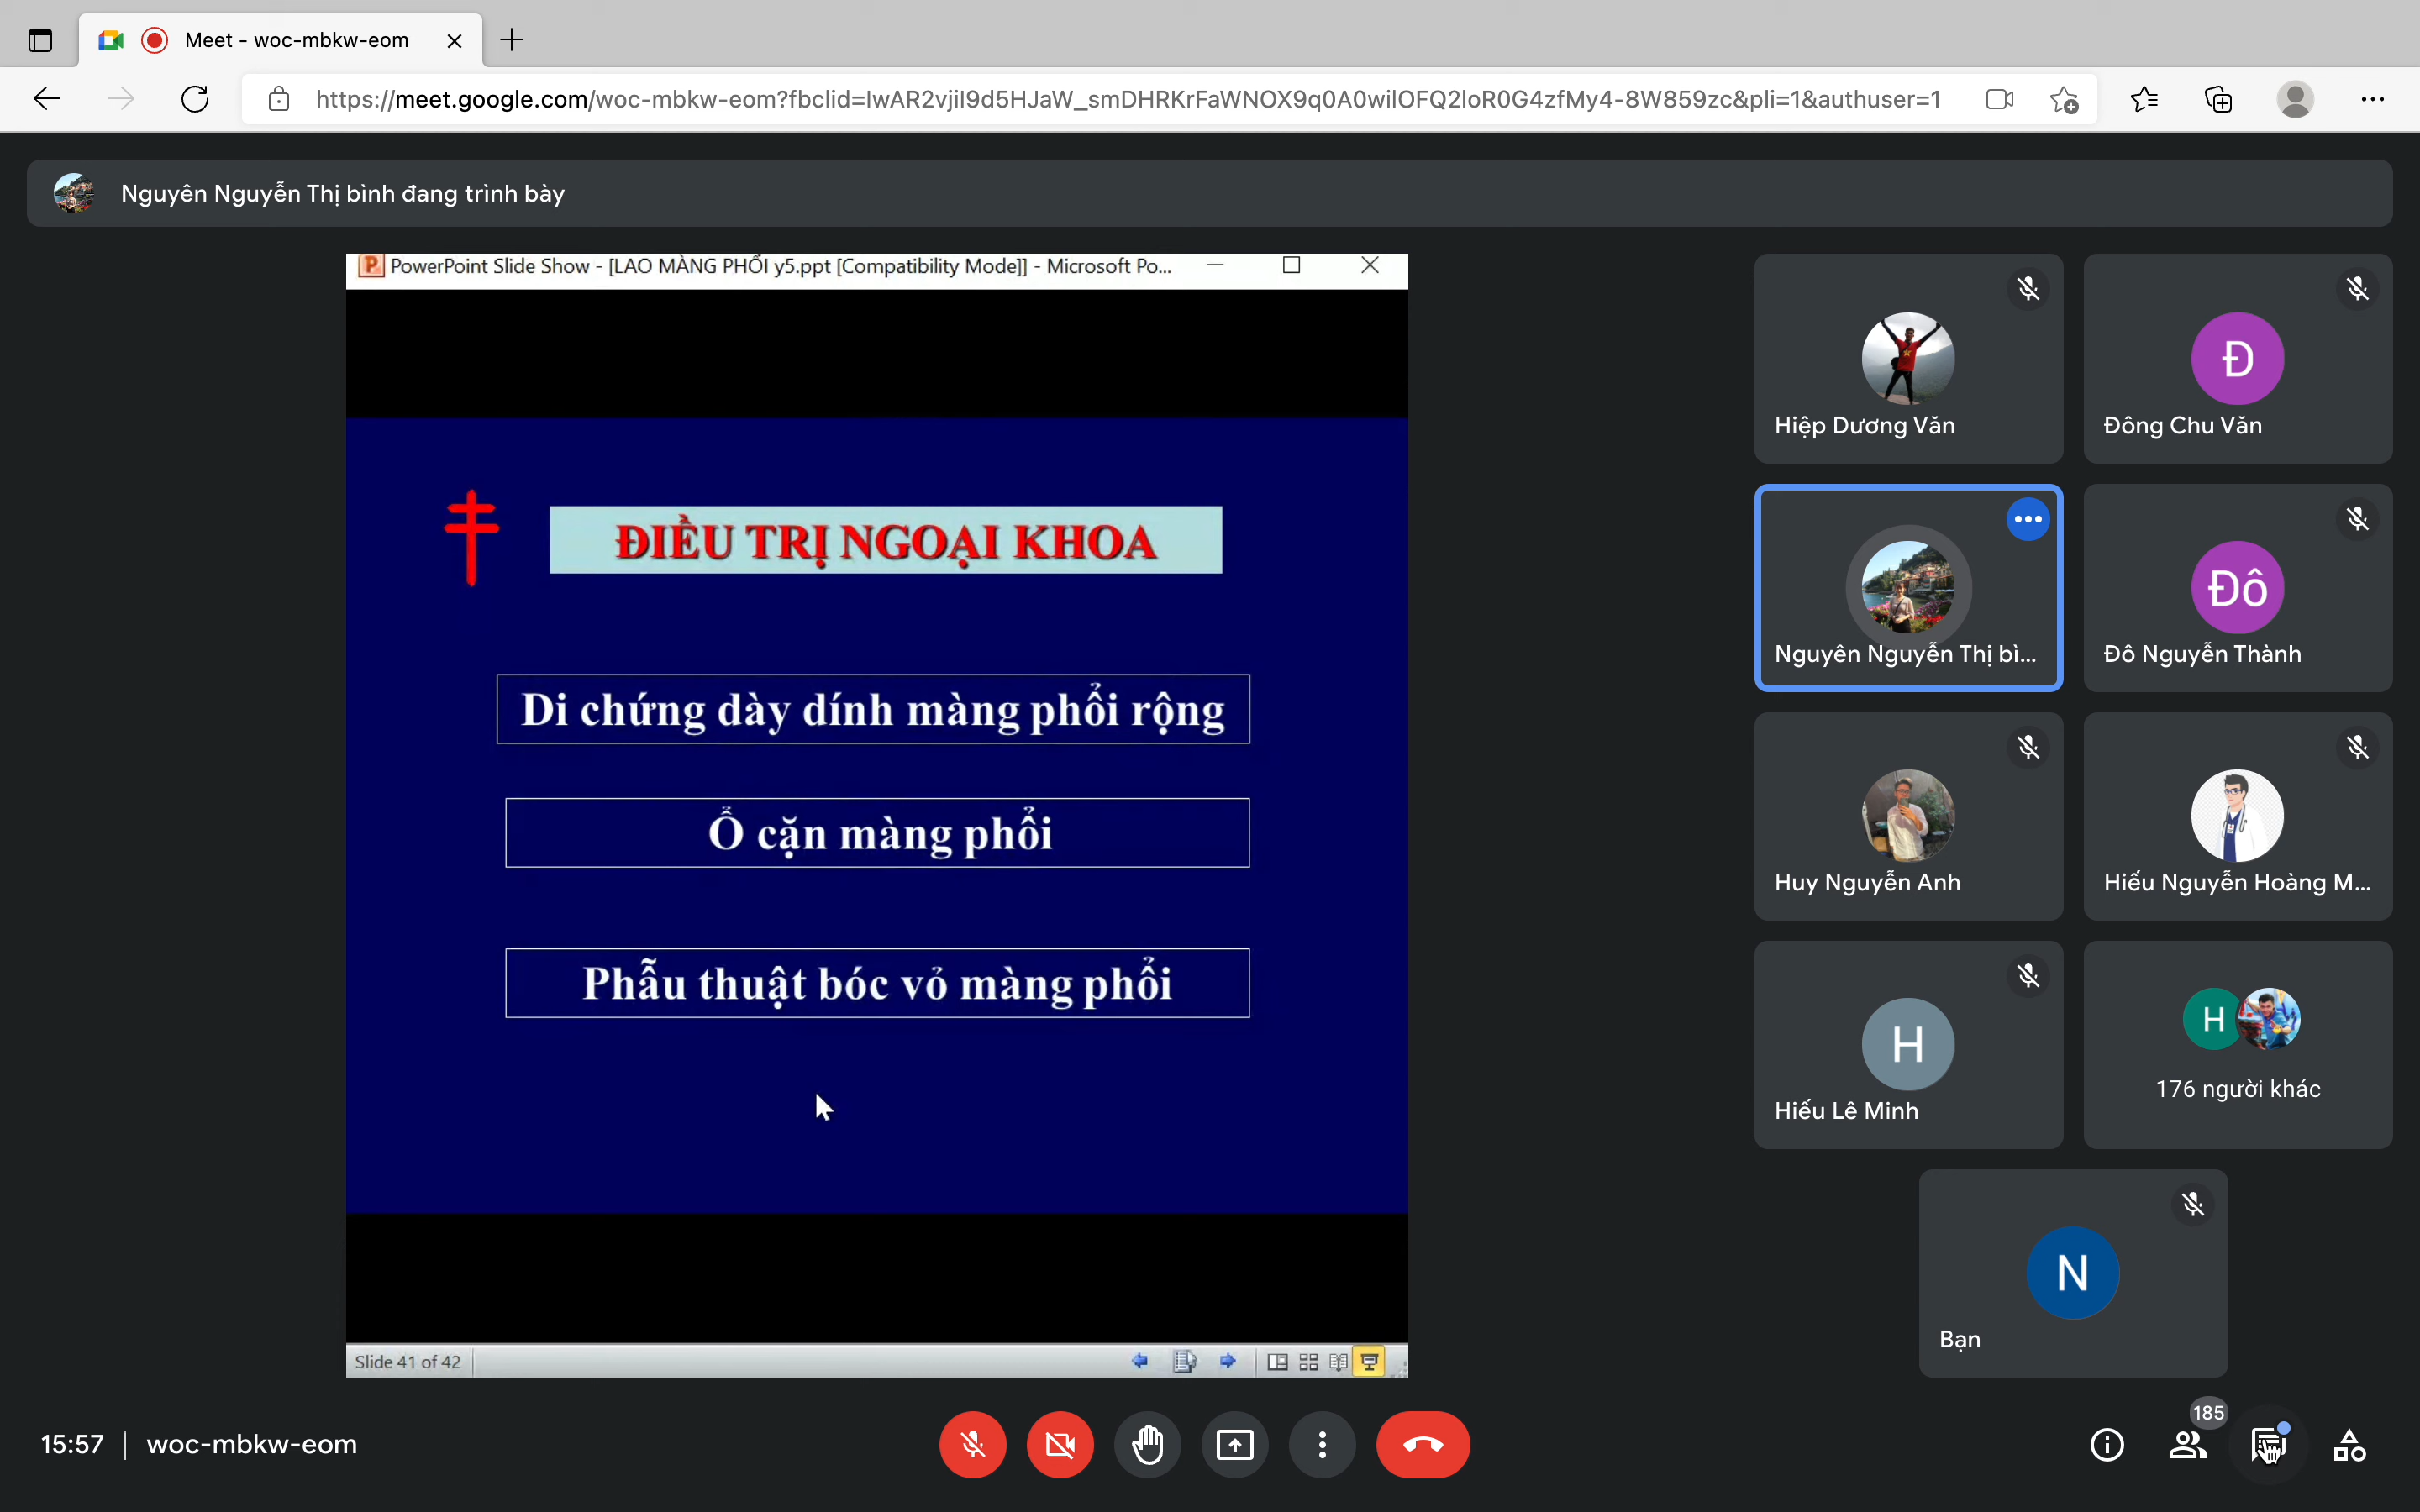 Meet - woc-mbkw-eom
https://meet.google.com/woc-mbkw-eom?fbclid=IwAR2vjil9d5HJaW_smDHRKrFaWNOX9q0A0wilOFQ2loR0G4zfMy4-8W859zc&pli=1&authuser=1
Nguyên Nguyễn Thị bình đang trình bày
PowerPoint Slide Show - [LAO MÀNG PHỔI y5.ppt [Compatibility Mode]] - Microsoft Po...
ĐIỀU TRỊ NGOẠI KHOA
Di chứng dày dính màng phổi rộng
Ổ cặn màng phổi
Phẫu thuật bóc vỏ màng phổi
Slide 41 of 42
Hiệp Dương Văn
Đ
Đông Chu Văn
Nguyên Nguyễn Thị bì...
Đô
Đô Nguyễn Thành
Huy Nguyễn Anh
Hiếu Nguyễn Hoàng M...
H
Hiếu Lê Minh
H
176 người khác
N
Bạn
15:57
woc-mbkw-eom
185